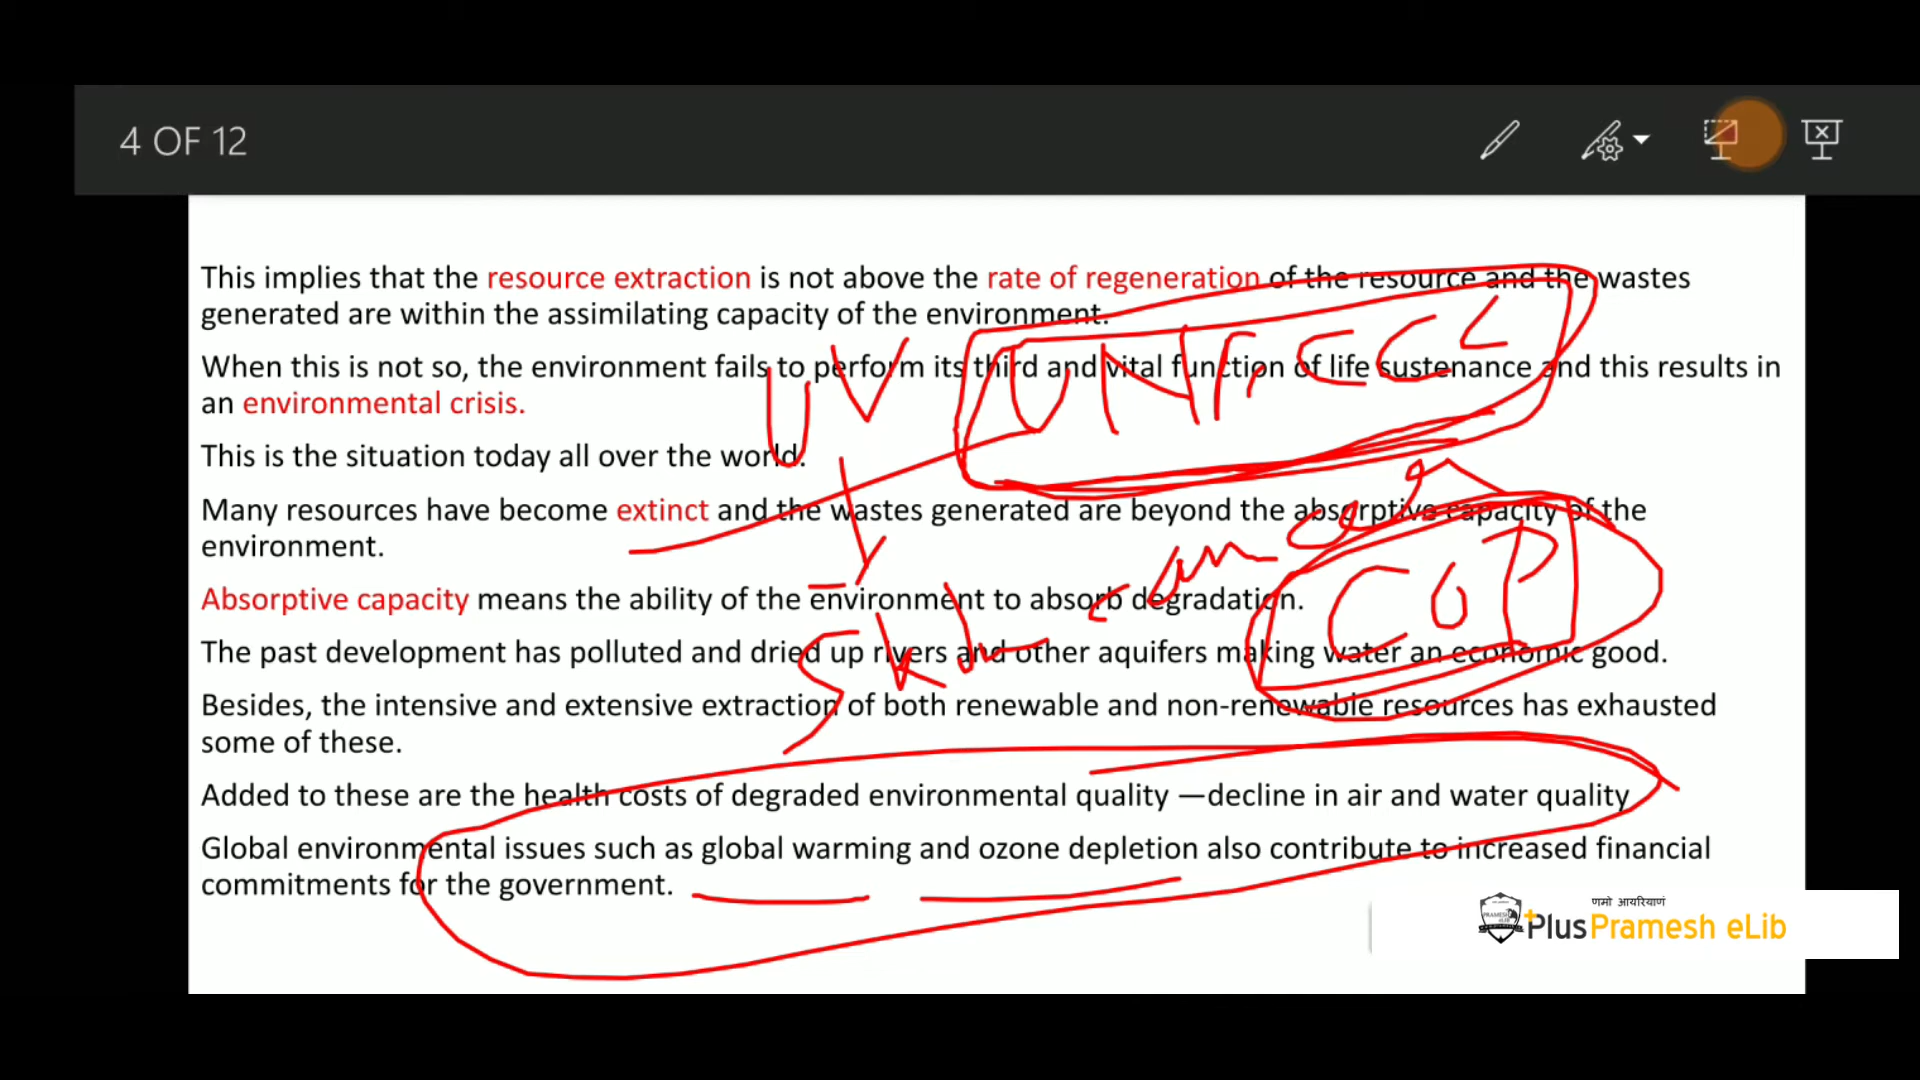 4 OF 12
This implies that the resource extraction is not above the rate of regeneration of the resource and the wastes
generated are within the assimilating capacity of the environment.
When this is not so, the environment fails to perform its third and vital function of life sustenance and this results in
an environmental crisis.
This is the situation today all over the world.
Many resources have become extinct and the wastes generated are beyond the absorptive capacity of the
environment.
Absorptive capacity means the ability of the environment to absorb degradation.
The past development has polluted and dried up rivers and other aquifers making water an economic good.
Besides, the intensive and extensive extraction of both renewable and non-renewable resources has exhausted
some of these.
Added to these are the health costs of degraded environmental quality —decline in air and water quality
Global environmental issues such as global warming and ozone depletion also contribute to increased financial
commitments for the government.
UV
UNFCCC
COP
Skin cancer
णमो आयरियाणं
PlusPramesh eLib